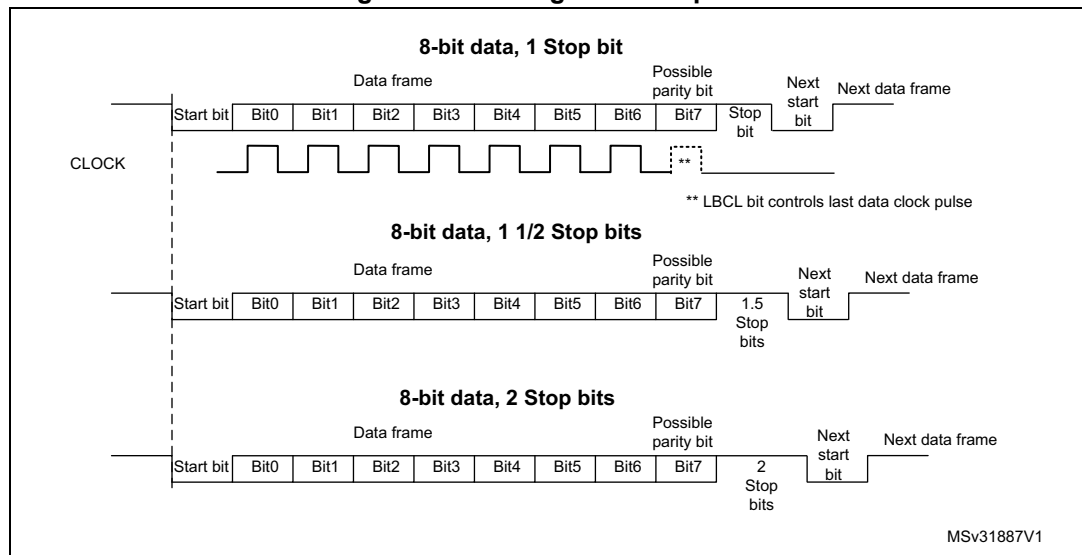 8-bit data, 1 Stop bit
Data frame
Possible
parity bit
Next
start
bit
Next data frame
Start bit Bit0 Bit1 Bit2 Bit3 Bit4 Bit5 Bit6 Bit7 Stop
bit
CLOCK
**
** LBCL bit controls last data clock pulse
8-bit data, 1 1/2 Stop bits
Data frame
Possible
parity bit
Next
start
bit
Next data frame
Start bit Bit0 Bit1 Bit2 Bit3 Bit4 Bit5 Bit6 Bit7 1.5
Stop
bits
8-bit data, 2 Stop bits
Data frame
Possible
parity bit
Next
start
bit
Next data frame
Start bit Bit0 Bit1 Bit2 Bit3 Bit4 Bit5 Bit6 Bit7 2
Stop
bits
MSv31887V1